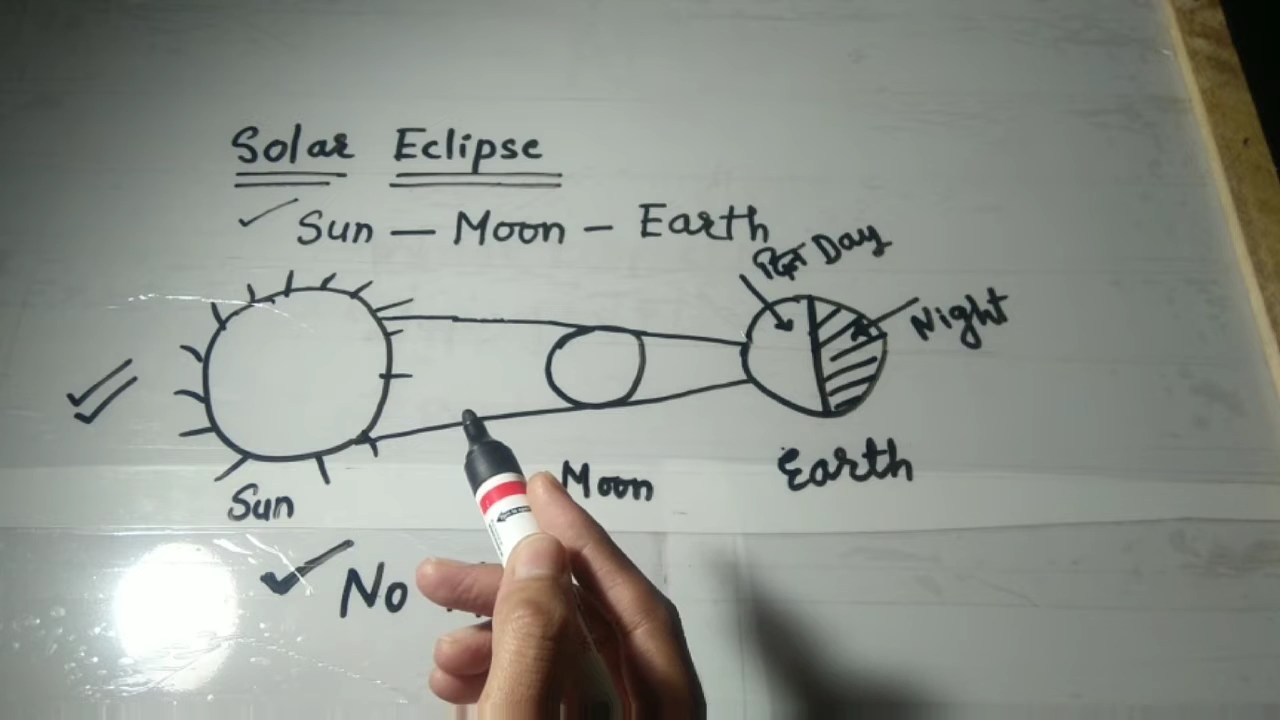 Solar Eclipse
Sun — Moon — Earth
Day
Night
Earth
Moon
Sun
No